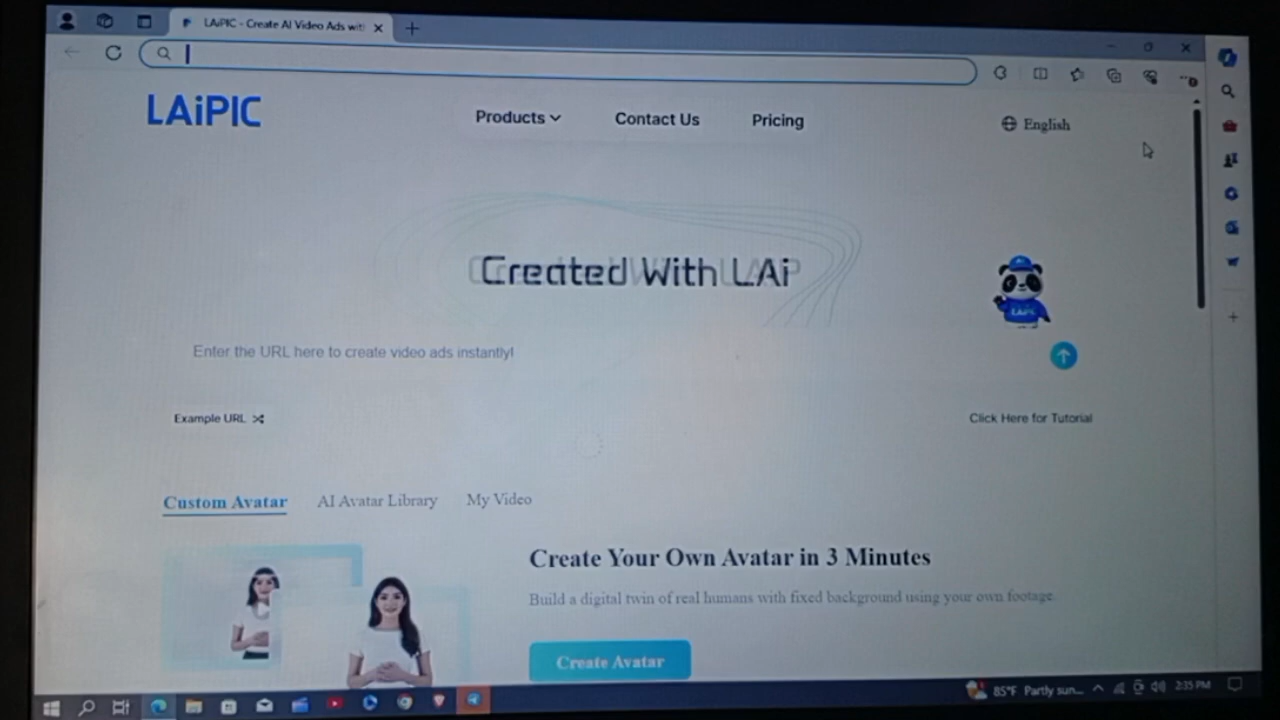 LAiPIC - Create AI Video Ads wit
LAiPIC
Products
Contact Us
Pricing
English
Created With LAi
Enter the URL here to create video ads instantly!
Example URL
Click Here for Tutorial
Custom Avatar
AI Avatar Library
My Video
Create Your Own Avatar in 3 Minutes
Build a digital twin of real humans with fixed background using your own footage
Create Avatar
85°F Partly sun...
2:35 PM